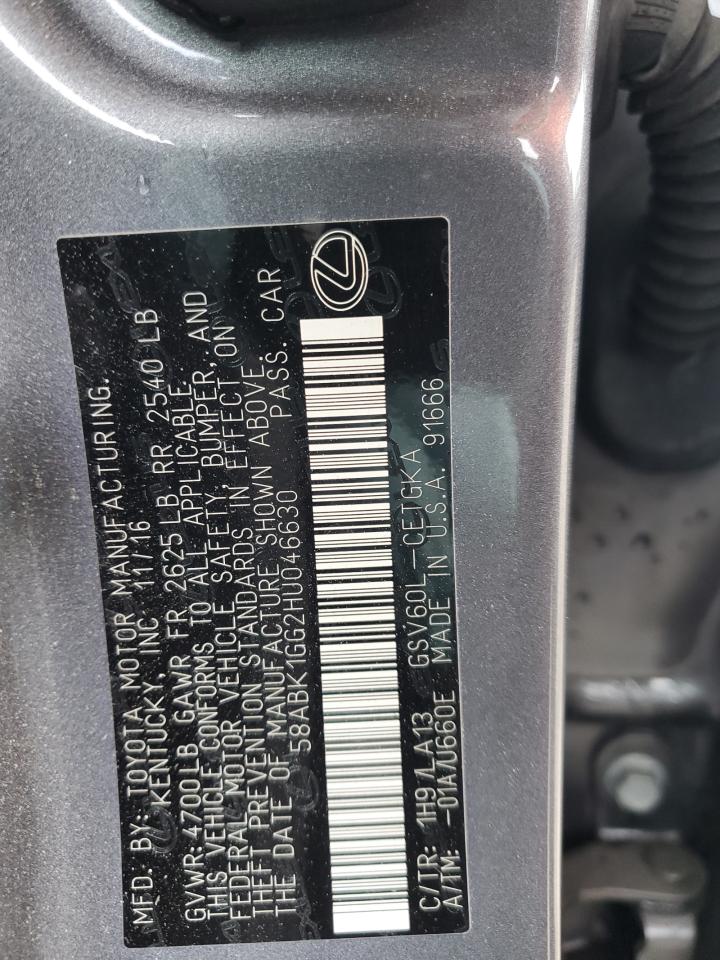 MFD. BY: TOYOTA MOTOR MANUFACTURING.
KENTUCKY, INC 11/16
GVWR 4700LB GAWR FR 2625LB RR 2540 LB
THIS VEHICLE CONFORMS TO ALL APPLICABLE
FEDERAL MOTOR VEHICLE SAFETY, BUMPER, AND
THEFT PREVENTION STANDARDS IN EFFECT ON
THE DATE OF MANUFACTURE SHOWN ABOVE.
58ABK1GG2HU046630 PASS. CAR
C/TR: 1H9/LA13 GSV60L-CETGKA
A/TM: -01A/U660E MADE IN U.S.A. 91666